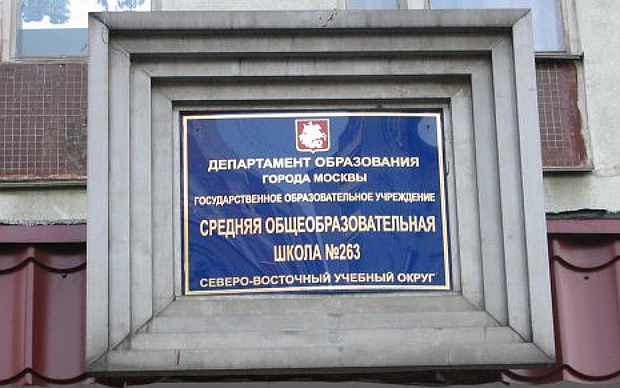 ДЕПАРТАМЕНТ ОБРАЗОВАНИЯ
ГОРОДА МОСКВЫ
ГОСУДАРСТВЕННОЕ ОБРАЗОВАТЕЛЬНОЕ УЧРЕЖДЕНИЕ
СРЕДНЯЯ ОБЩЕОБРАЗОВАТЕЛЬНАЯ
ШКОЛА №263
СЕВЕРО-ВОСТОЧНЫЙ УЧЕБНЫЙ ОКРУГ